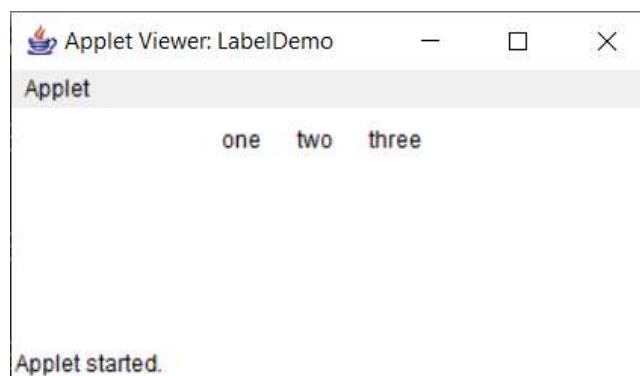 Applet Viewer: LabelDemo
Applet
one two three
Applet started.